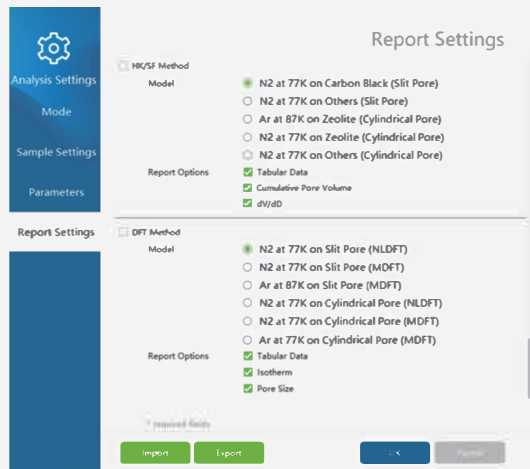 Report Settings
Analysis Settings
Mode
Sample Settings
Parameters
Report Settings
HK/SF Method
Model
N2 at 77K on Carbon Black (Slit Pore)
N2 at 77K on Others (Slit Pore)
Ar at 87K on Zeolite (Cylindrical Pore)
N2 at 77K on Zeolite (Cylindrical Pore)
N2 at 77K on Others (Cylindrical Pore)
Report Options
Tabular Data
Cumulative Pore Volume
dV/dD
DFT Method
Model
N2 at 77K on Slit Pore (NLDFT)
N2 at 77K on Slit Pore (MDFT)
Ar at 87K on Slit Pore (MDFT)
N2 at 77K on Cylindrical Pore (NLDFT)
N2 at 77K on Cylindrical Pore (MDFT)
Ar at 77K on Cylindrical Pore (MDFT)
Report Options
Tabular Data
Isotherm
Pore Size
* required fields
Import
Export
OK